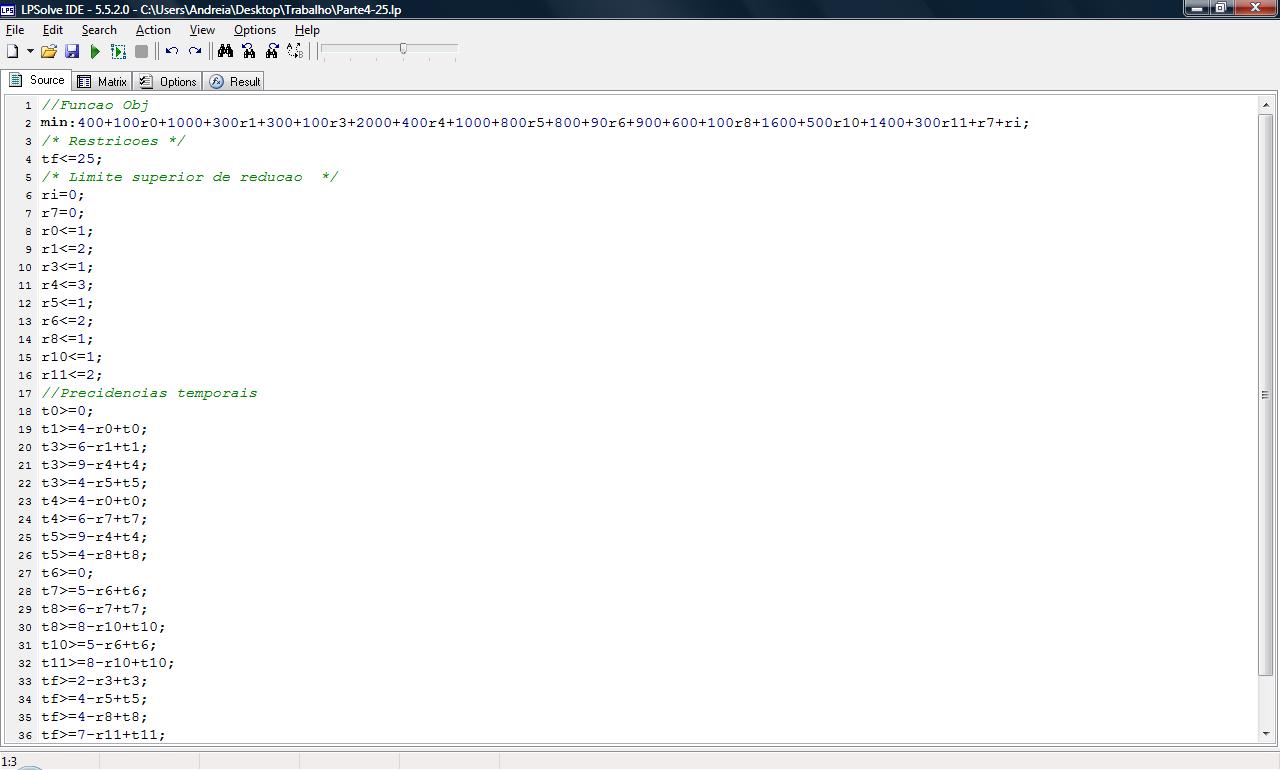 LPSolve IDE - 5.5.2.0 - C:\Users\Andreia\Desktop\Trabalho\Parte4-25.lp
File Edit Search Action View Options Help
Source Matrix Options Result
1 //Funcao Obj
2 min:400+100r0+1000+300r1+300+100r3+2000+400r4+1000+800r5+800+90r6+900+600+100r8+1600+500r10+1400+300r11+r7+ri;
3 /* Restricoes */
4 tf<=25;
5 /* Limite superior de reducao  */
6 ri=0;
7 r7=0;
8 r0<=1;
9 r1<=2;
10 r3<=1;
11 r4<=3;
12 r5<=1;
13 r6<=2;
14 r8<=1;
15 r10<=1;
16 r11<=2;
17 //Precidencias temporais
18 t0>=0;
19 t1>=4-r0+t0;
20 t3>=6-r1+t1;
21 t3>=9-r4+t4;
22 t3>=4-r5+t5;
23 t4>=4-r0+t0;
24 t4>=6-r7+t7;
25 t5>=9-r4+t4;
26 t5>=4-r8+t8;
27 t6>=0;
28 t7>=5-r6+t6;
29 t8>=6-r7+t7;
30 t8>=8-r10+t10;
31 t10>=5-r6+t6;
32 t11>=8-r10+t10;
33 tf>=2-r3+t3;
34 tf>=4-r5+t5;
35 tf>=4-r8+t8;
36 tf>=7-r11+t11;
1:3